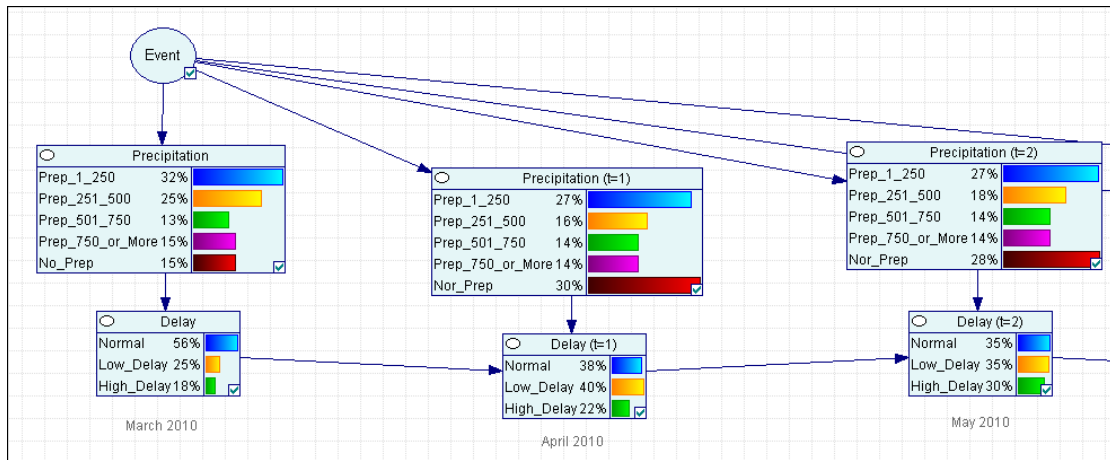 Event
Precipitation
Prep_1_250 32%
Prep_251_500 25%
Prep_501_750 13%
Prep_750_or_More 15%
No_Prep 15%
Precipitation (t=1)
Prep_1_250 27%
Prep_251_500 16%
Prep_501_750 14%
Prep_750_or_More 14%
Nor_Prep 30%
Precipitation (t=2)
Prep_1_250 27%
Prep_251_500 18%
Prep_501_750 14%
Prep_750_or_More 14%
Nor_Prep 28%
Delay
Normal 56%
Low_Delay 25%
High_Delay 18%
March 2010
Delay (t=1)
Normal 38%
Low_Delay 40%
High_Delay 22%
April 2010
Delay (t=2)
Normal 35%
Low_Delay 35%
High_Delay 30%
May 2010